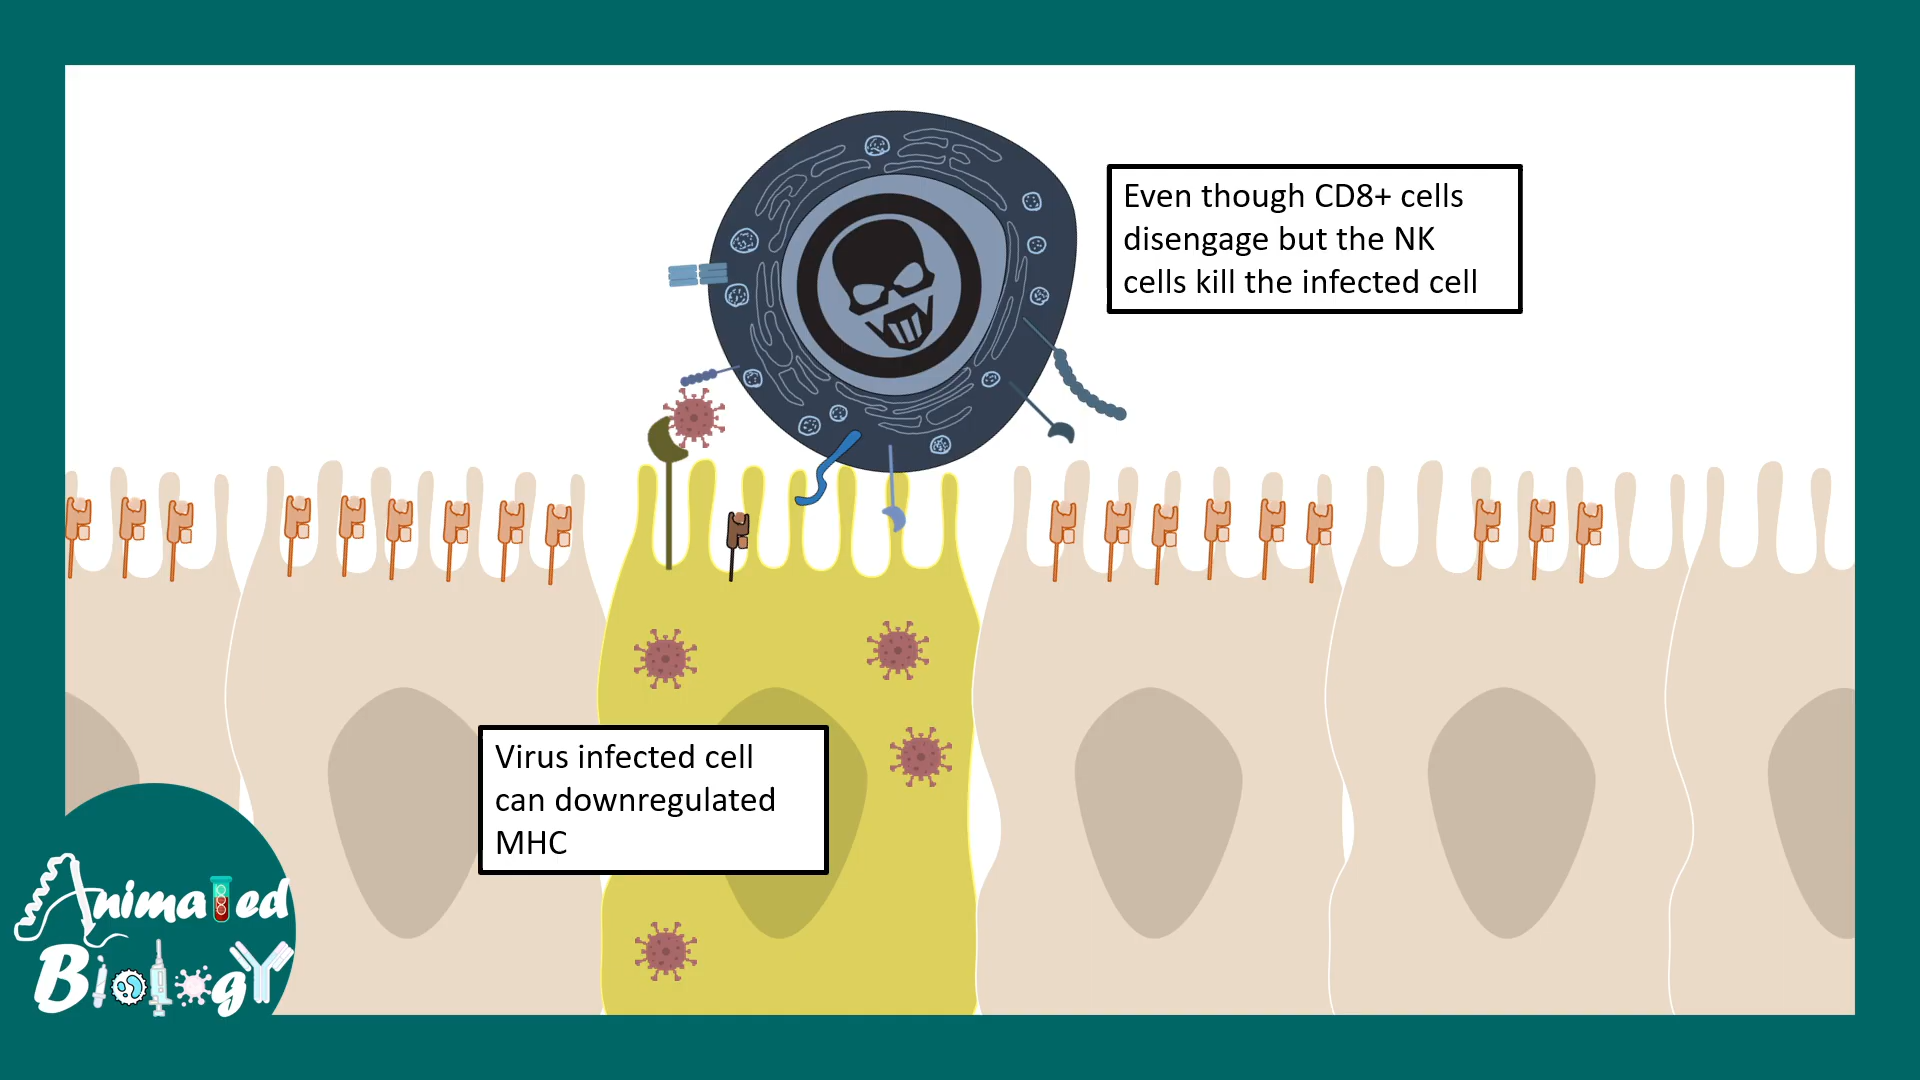 Even though CD8+ cells
disengage but the NK
cells kill the infected cell
Virus infected cell
can downregulated
MHC
Animated
Biology